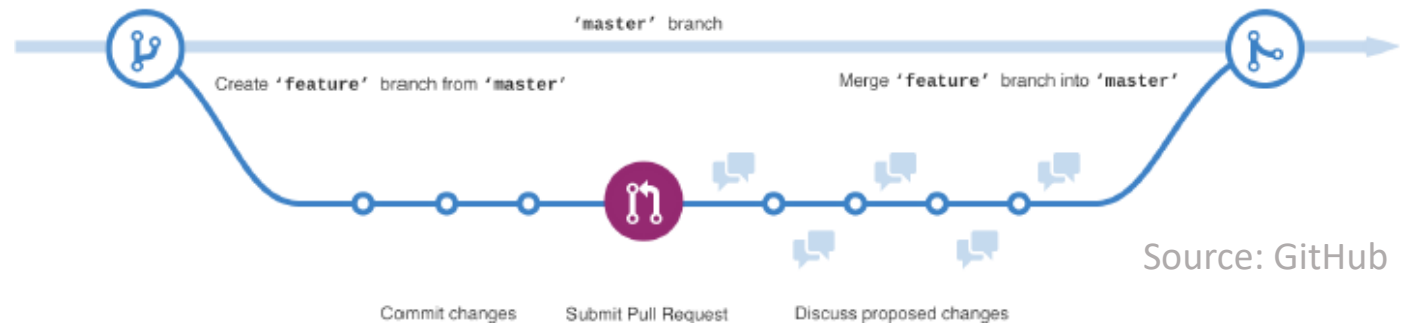 ‘master’ branch
Create ‘feature’ branch from ‘master’
Merge ‘feature’ branch into ‘master’
Source: GitHub
Commit changes
Submit Pull Request
Discuss proposed changes